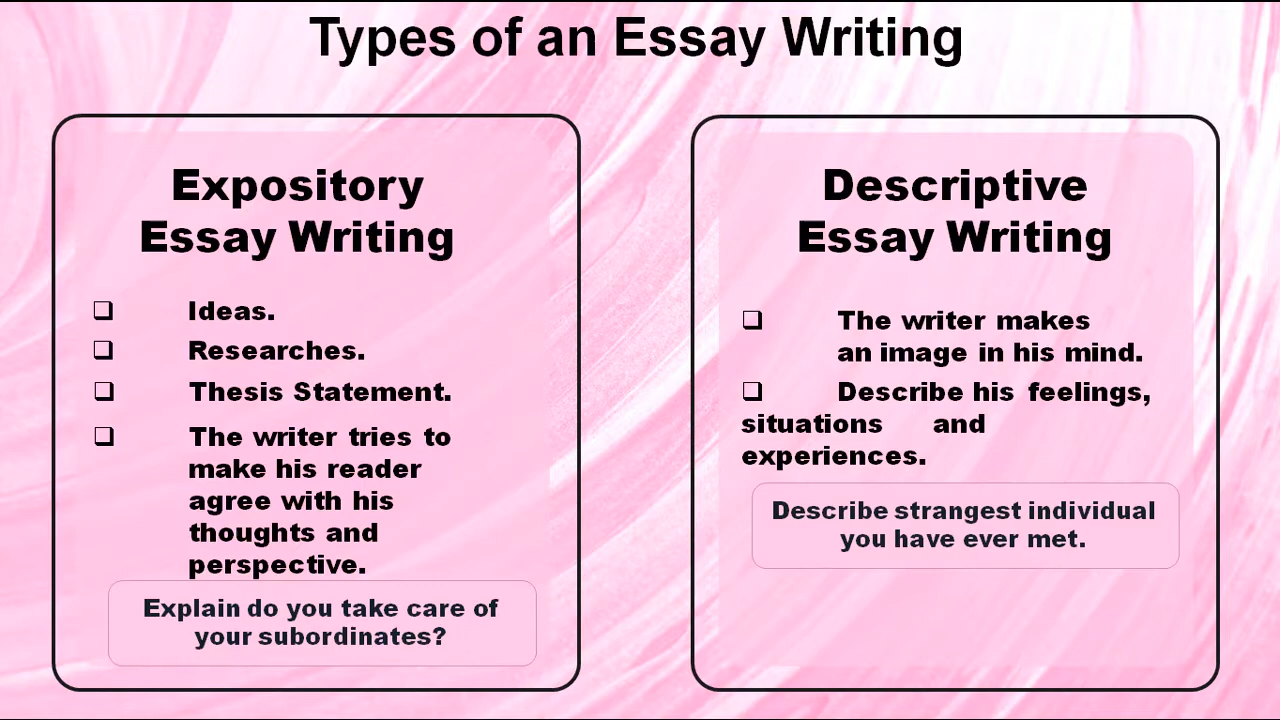 Types of an Essay Writing
Expository
Essay Writing
❑ Ideas.
❑ Researches.
❑ Thesis Statement.
❑ The writer tries to
make his reader
agree with his
thoughts and
perspective.
Explain do you take care of
your subordinates?
Descriptive
Essay Writing
❑ The writer makes
an image in his mind.
❑ Describe his feelings,
situations and
experiences.
Describe strangest individual
you have ever met.